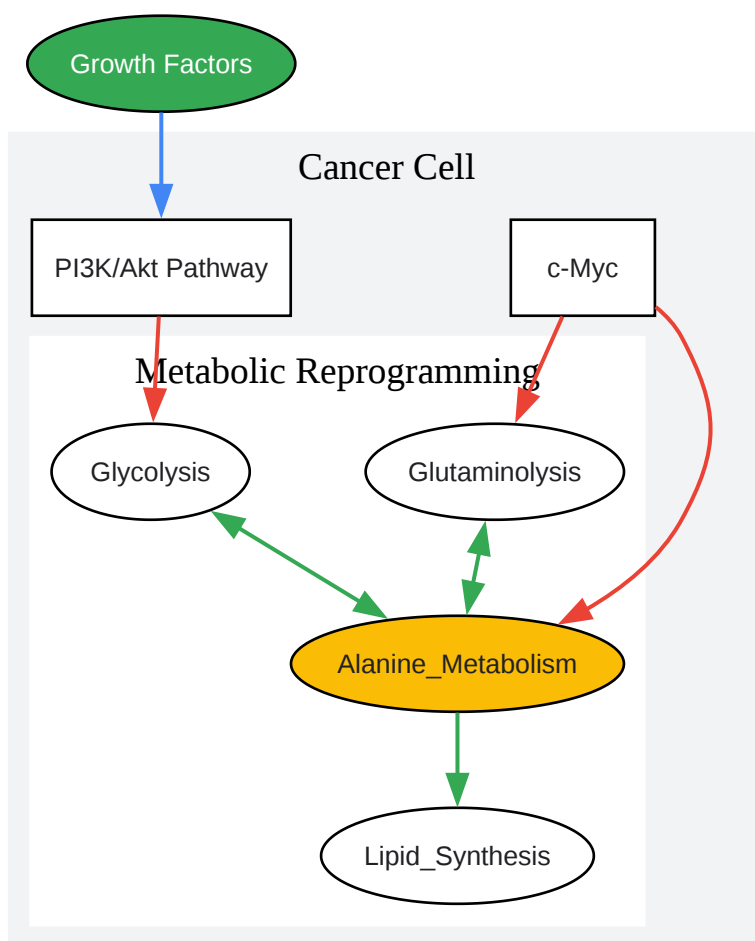 Growth Factors
Cancer Cell
PI3K/Akt Pathway
c-Myc
Metabolic Reprogramming
Glycolysis
Glutaminolysis
Alanine_Metabolism
Lipid_Synthesis